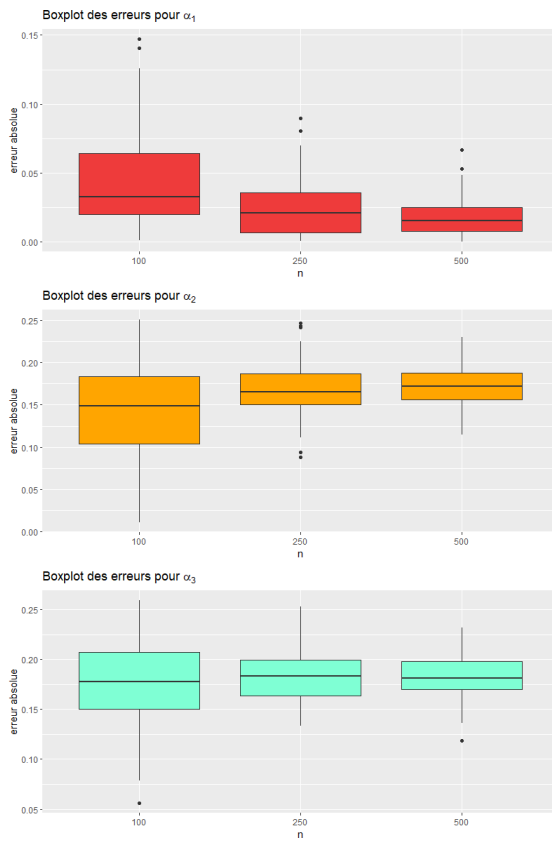 Boxplot des erreurs pour α₁
0.15
0.10
0.05
0.00
erreur absolue
100 250 500
n
Boxplot des erreurs pour α₂
0.25
0.20
0.15
0.10
0.05
0.00
erreur absolue
100 250 500
n
Boxplot des erreurs pour α₃
0.25
0.20
0.15
0.10
0.05
erreur absolue
100 250 500
n